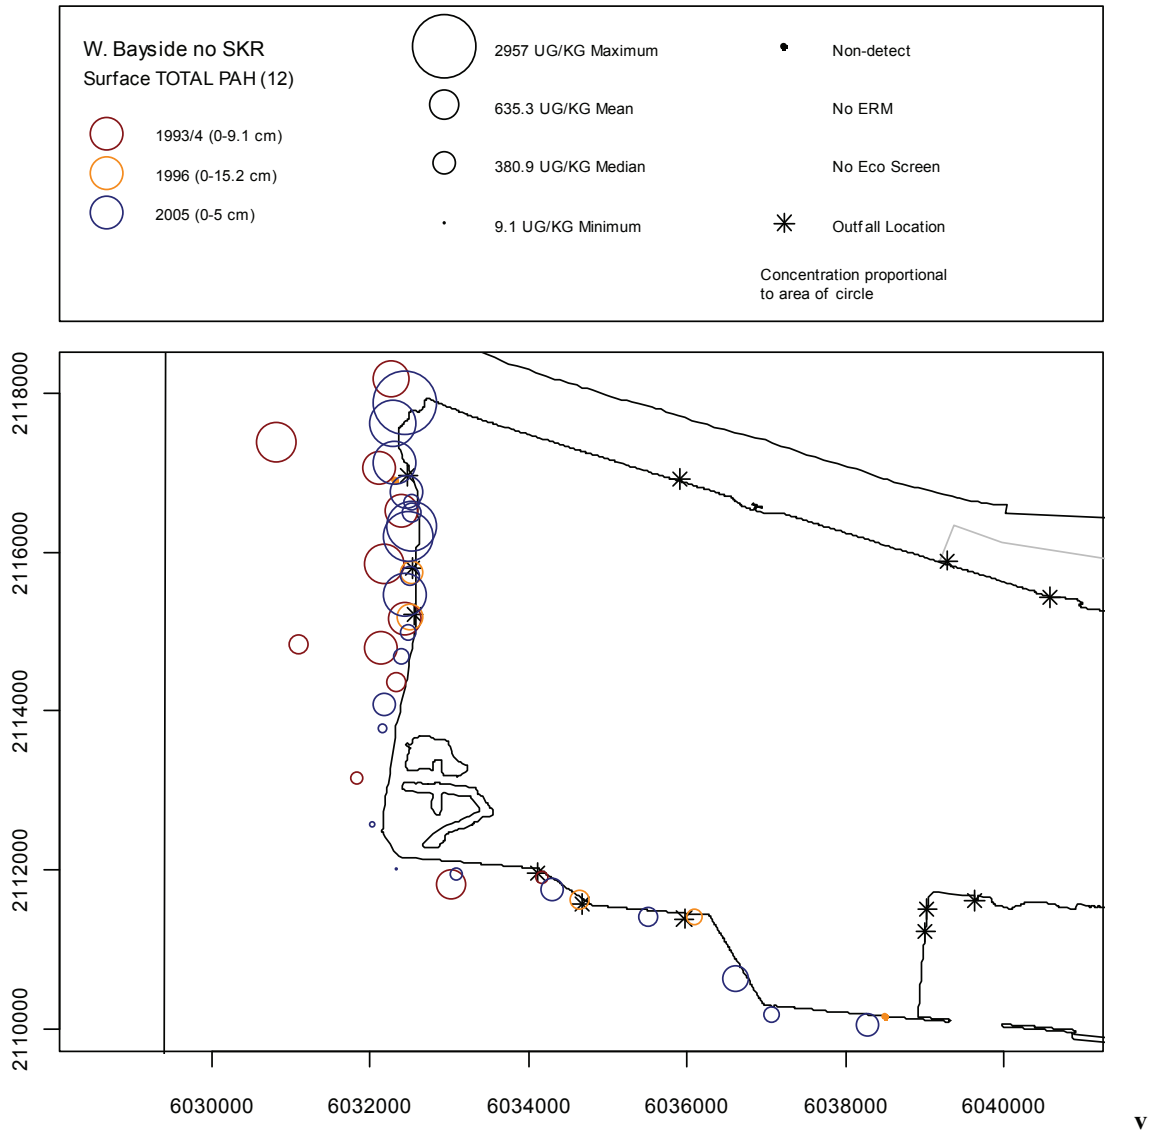 W. Bayside no SKR
Surface TOTAL PAH (12)
1993/4 (0-9.1 cm)
1996 (0-15.2 cm)
2005 (0-5 cm)
2957 UG/KG Maximum
635.3 UG/KG Mean
380.9 UG/KG Median
9.1 UG/KG Minimum
Non-detect
No ERM
No Eco Screen
Outfall Location
Concentration proportional
to area of circle
2118000
2116000
2114000
2112000
2110000
6030000 6032000 6034000 6036000 6038000 6040000
v